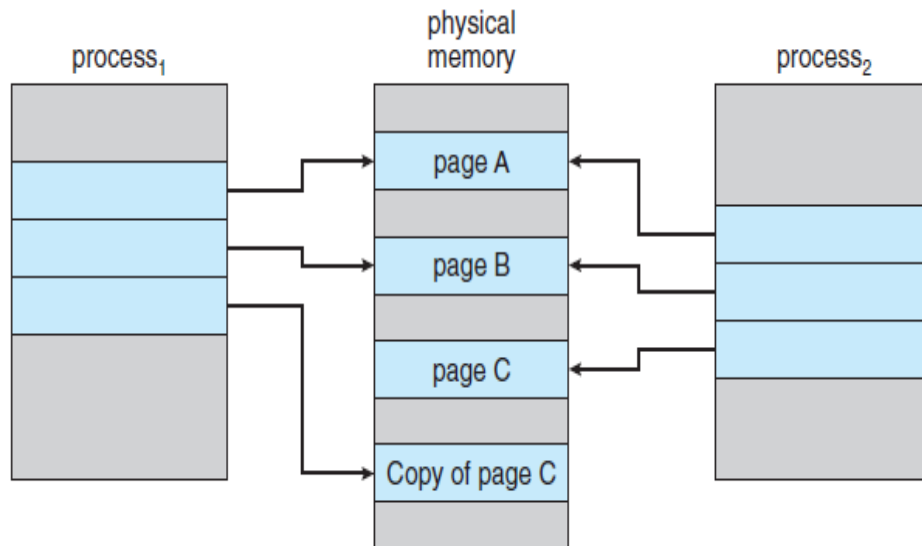 physical
memory
process₁
process₂
page A
page B
page C
Copy of page C